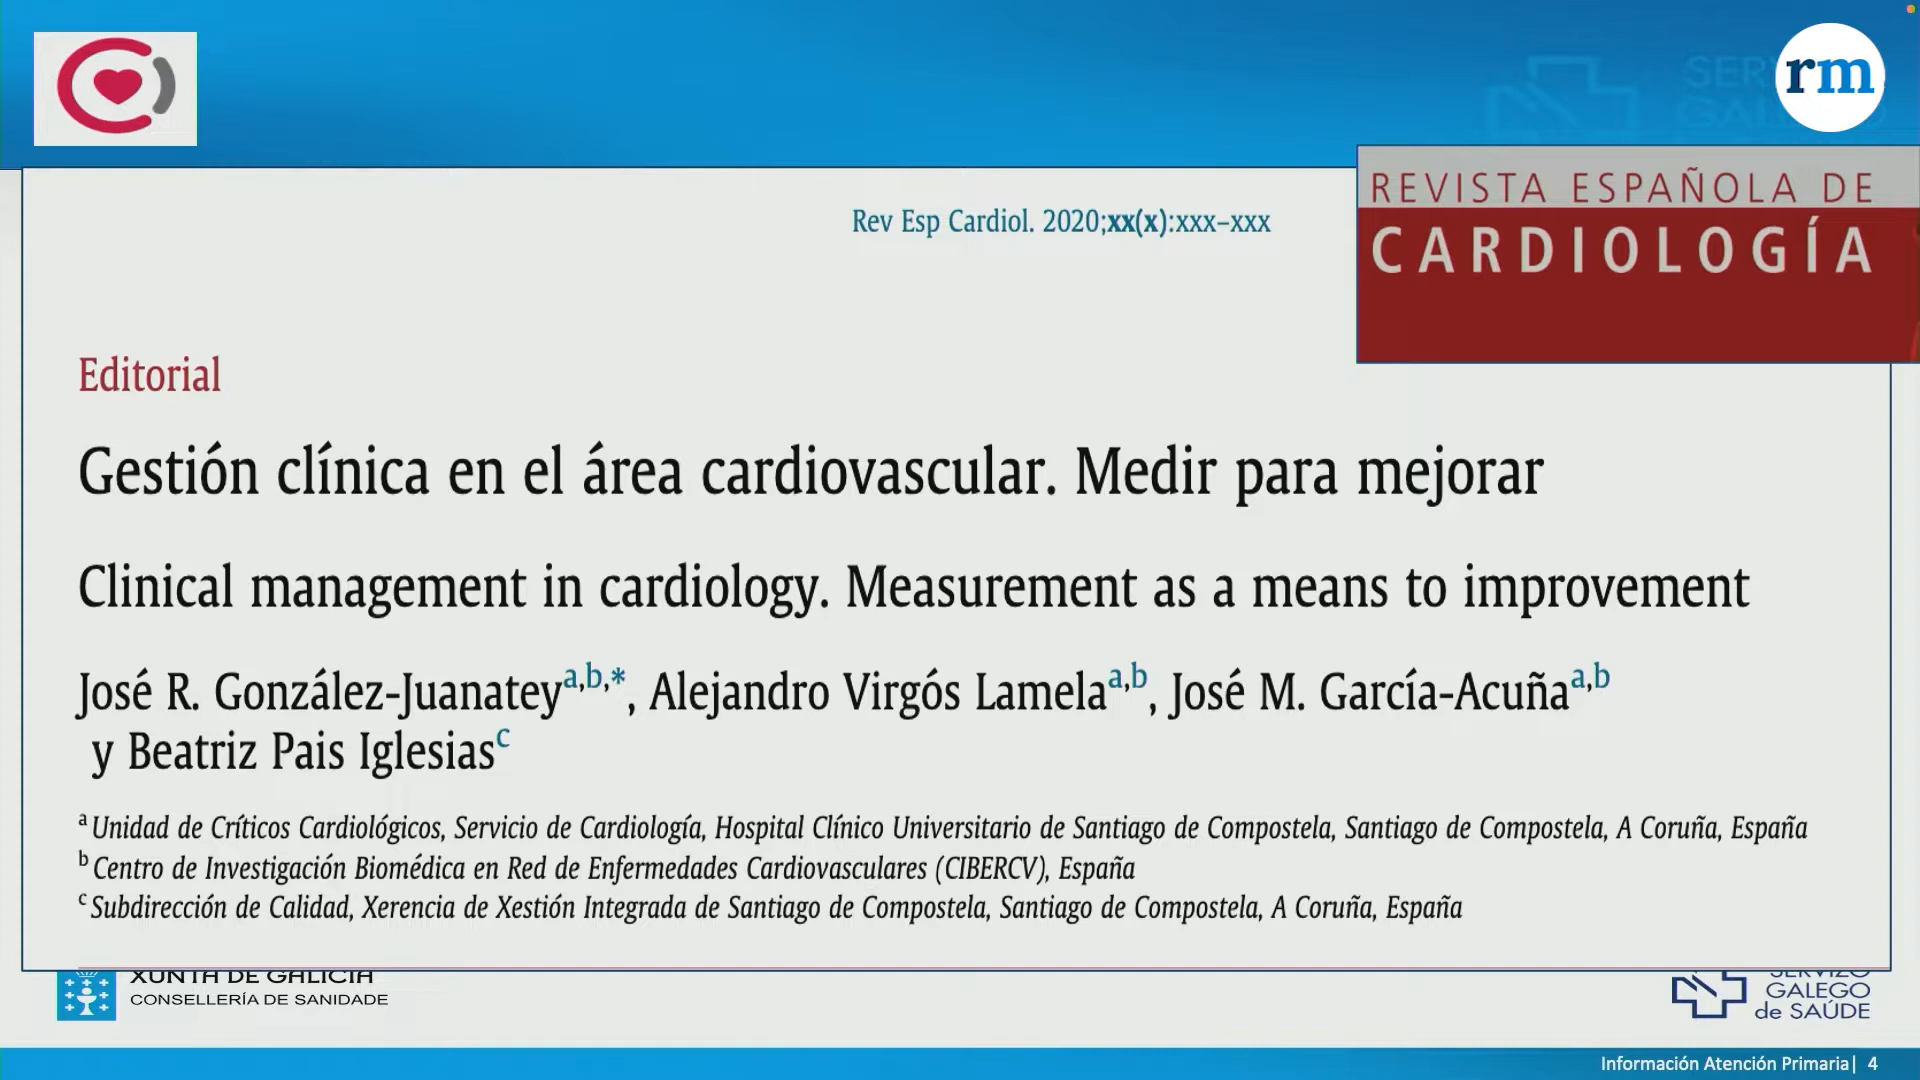 rm
REVISTA ESPAÑOLA DE
CARDIOLOGÍA
Rev Esp Cardiol. 2020;xx(x):xxx–xxx
Editorial
Gestión clínica en el área cardiovascular. Medir para mejorar
Clinical management in cardiology. Measurement as a means to improvement
José R. González-Juanatey a,b,*, Alejandro Virgós Lamela a,b, José M. García-Acuña a,b
y Beatriz Pais Iglesias c
a Unidad de Críticos Cardiológicos, Servicio de Cardiología, Hospital Clínico Universitario de Santiago de Compostela, Santiago de Compostela, A Coruña, España
b Centro de Investigación Biomédica en Red de Enfermedades Cardiovasculares (CIBERCV), España
c Subdirección de Calidad, Xerencia de Xestión Integrada de Santiago de Compostela, Santiago de Compostela, A Coruña, España
XUNTA DE GALICIA
CONSELLERÍA DE SANIDADE
SERVIZO
GALEGO
de SAÚDE
Información Atención Primaria| 4